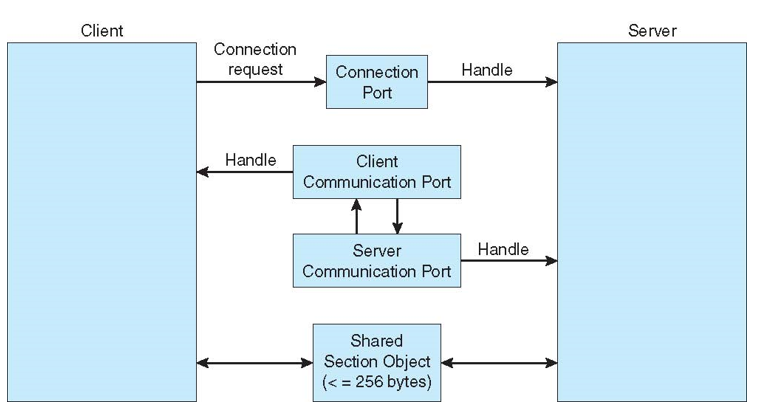 Client
Server
Connection
request
Connection
Port
Handle
Handle
Client
Communication Port
Server
Communication Port
Handle
Shared
Section Object
(< = 256 bytes)